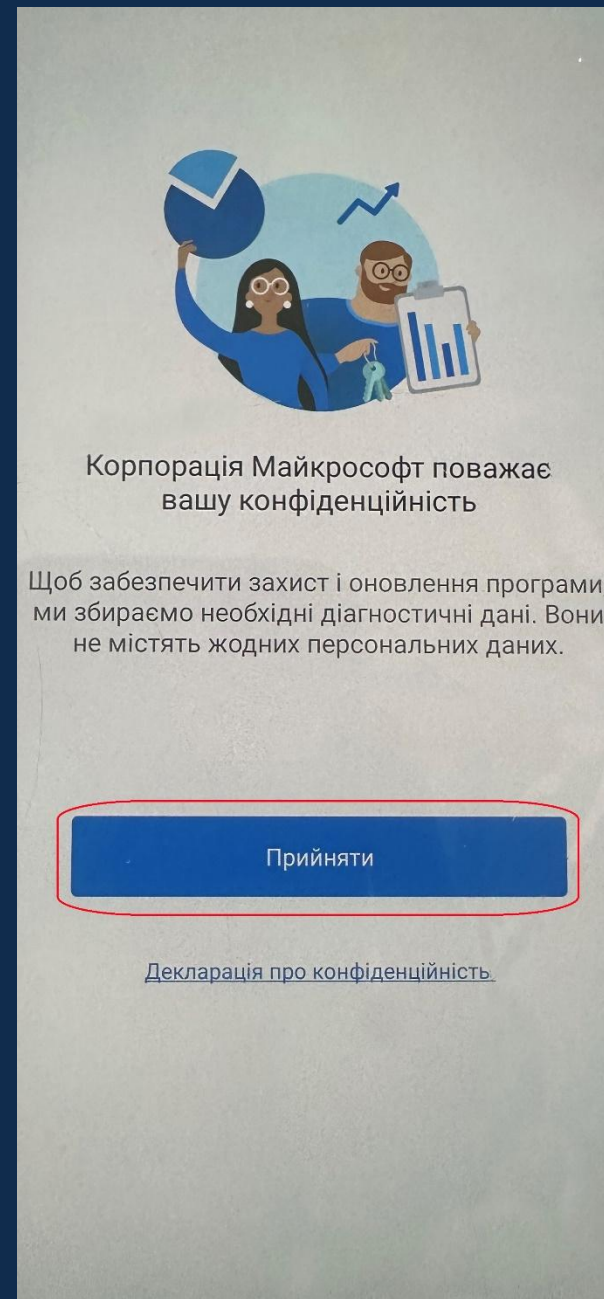 Корпорація Майкрософт поважає
вашу конфіденційність
Щоб забезпечити захист і оновлення програми
ми збираємо необхідні діагностичні дані. Вони
не містять жодних персональних даних.
Прийняти
Декларація про конфіденційність